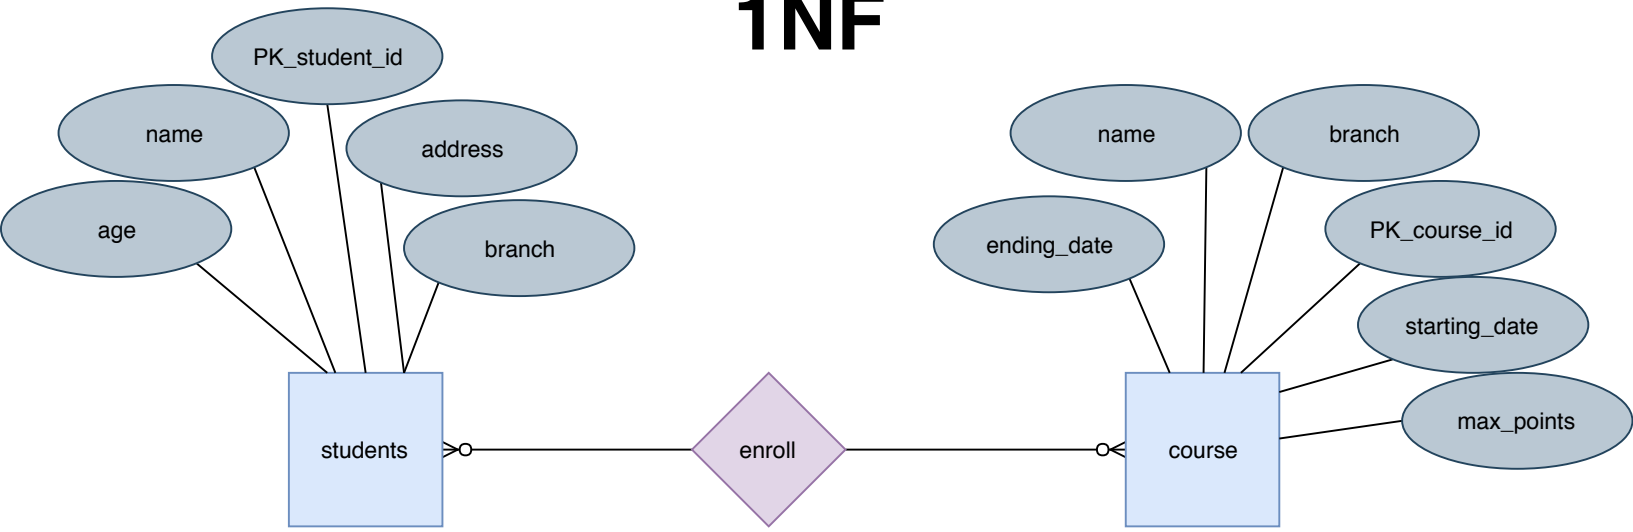 1NF
PK_student_id
name
address
age
branch
name
branch
ending_date
PK_course_id
starting_date
max_points
students
enroll
course